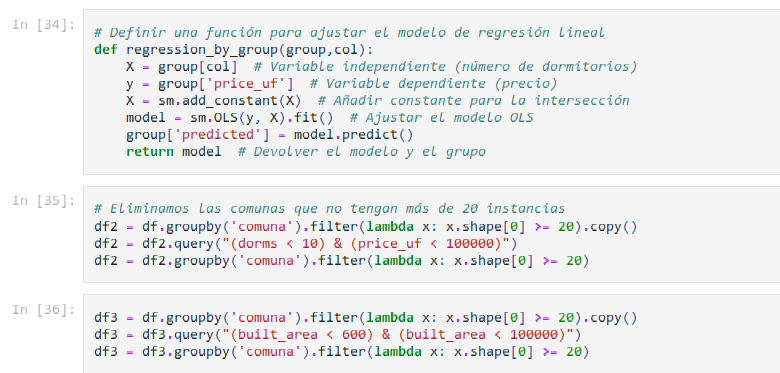 In [34]:
# Definir una función para ajustar el modelo de regresión lineal
def regression_by_group(group,col):
    X = group[col]  # Variable independiente (número de dormitorios)
    y = group['price_uf']  # Variable dependiente (precio)
    X = sm.add_constant(X)  # Añadir constante para la intersección
    model = sm.OLS(y, X).fit()  # Ajustar el modelo OLS
    group['predicted'] = model.predict()
    return model  # Devolver el modelo y el grupo
In [35]:
# Eliminamos las comunas que no tengan más de 20 instancias
df2 = df.groupby('comuna').filter(lambda x: x.shape[0] >= 20).copy()
df2 = df2.query("(dorms < 10) & (price_uf < 100000)")
df2 = df2.groupby('comuna').filter(lambda x: x.shape[0] >= 20)
In [36]:
df3 = df.groupby('comuna').filter(lambda x: x.shape[0] >= 20).copy()
df3 = df3.query("(built_area < 600) & (built_area < 100000)")
df3 = df3.groupby('comuna').filter(lambda x: x.shape[0] >= 20)